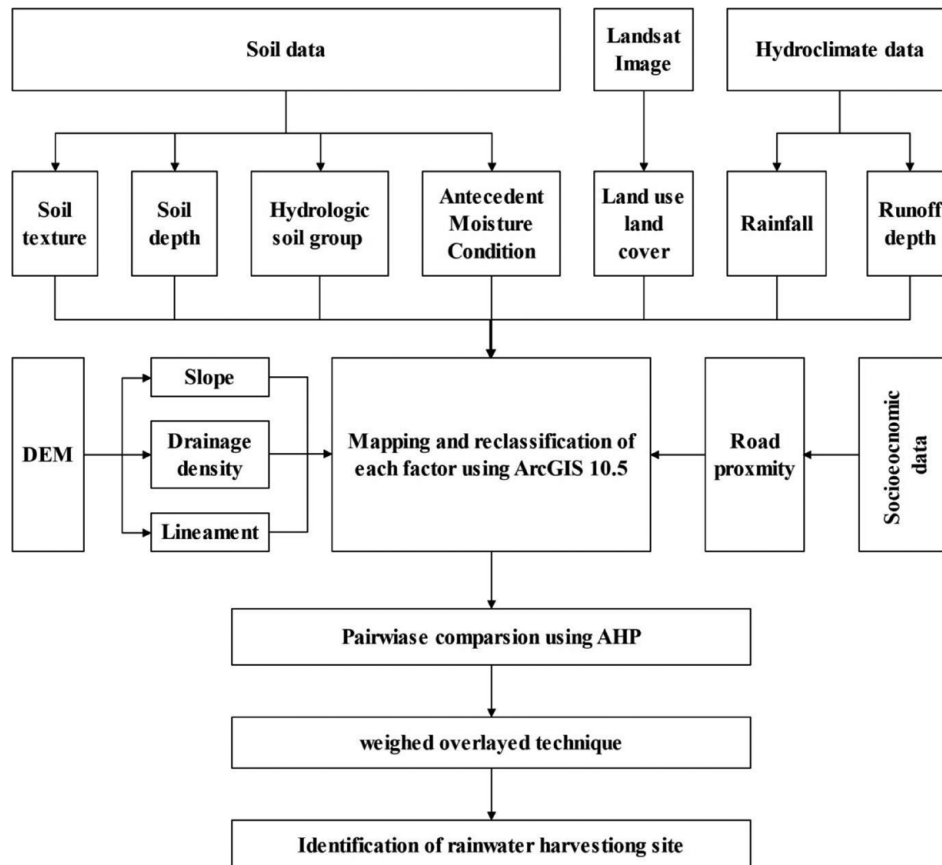 Soil data
Landsat
Image
Hydroclimate data
Soil
texture
Soil
depth
Hydrologic
soil group
Antecedent
Moisture
Condition
Land use
land
cover
Rainfall
Runoff
depth
DEM
Slope
Drainage
density
Lineament
Mapping and reclassification of
each factor using ArcGIS 10.5
Road
proxmity
Socioeocnomic
data
Pairwiase comparsion using AHP
weighed overlayed technique
Identification of rainwater harvestiong site